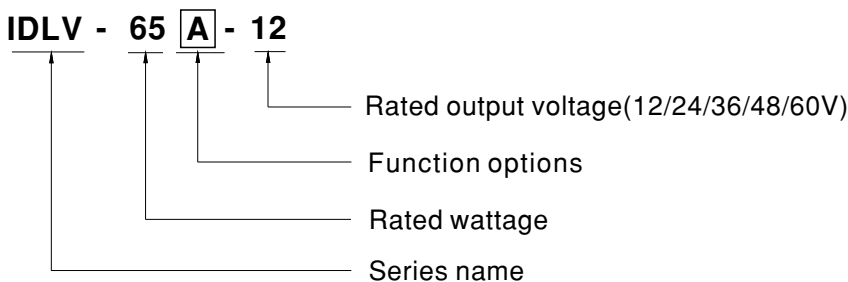 IDLV - 65 A - 12
Rated output voltage(12/24/36/48/60V)
Function options
Rated wattage
Series name